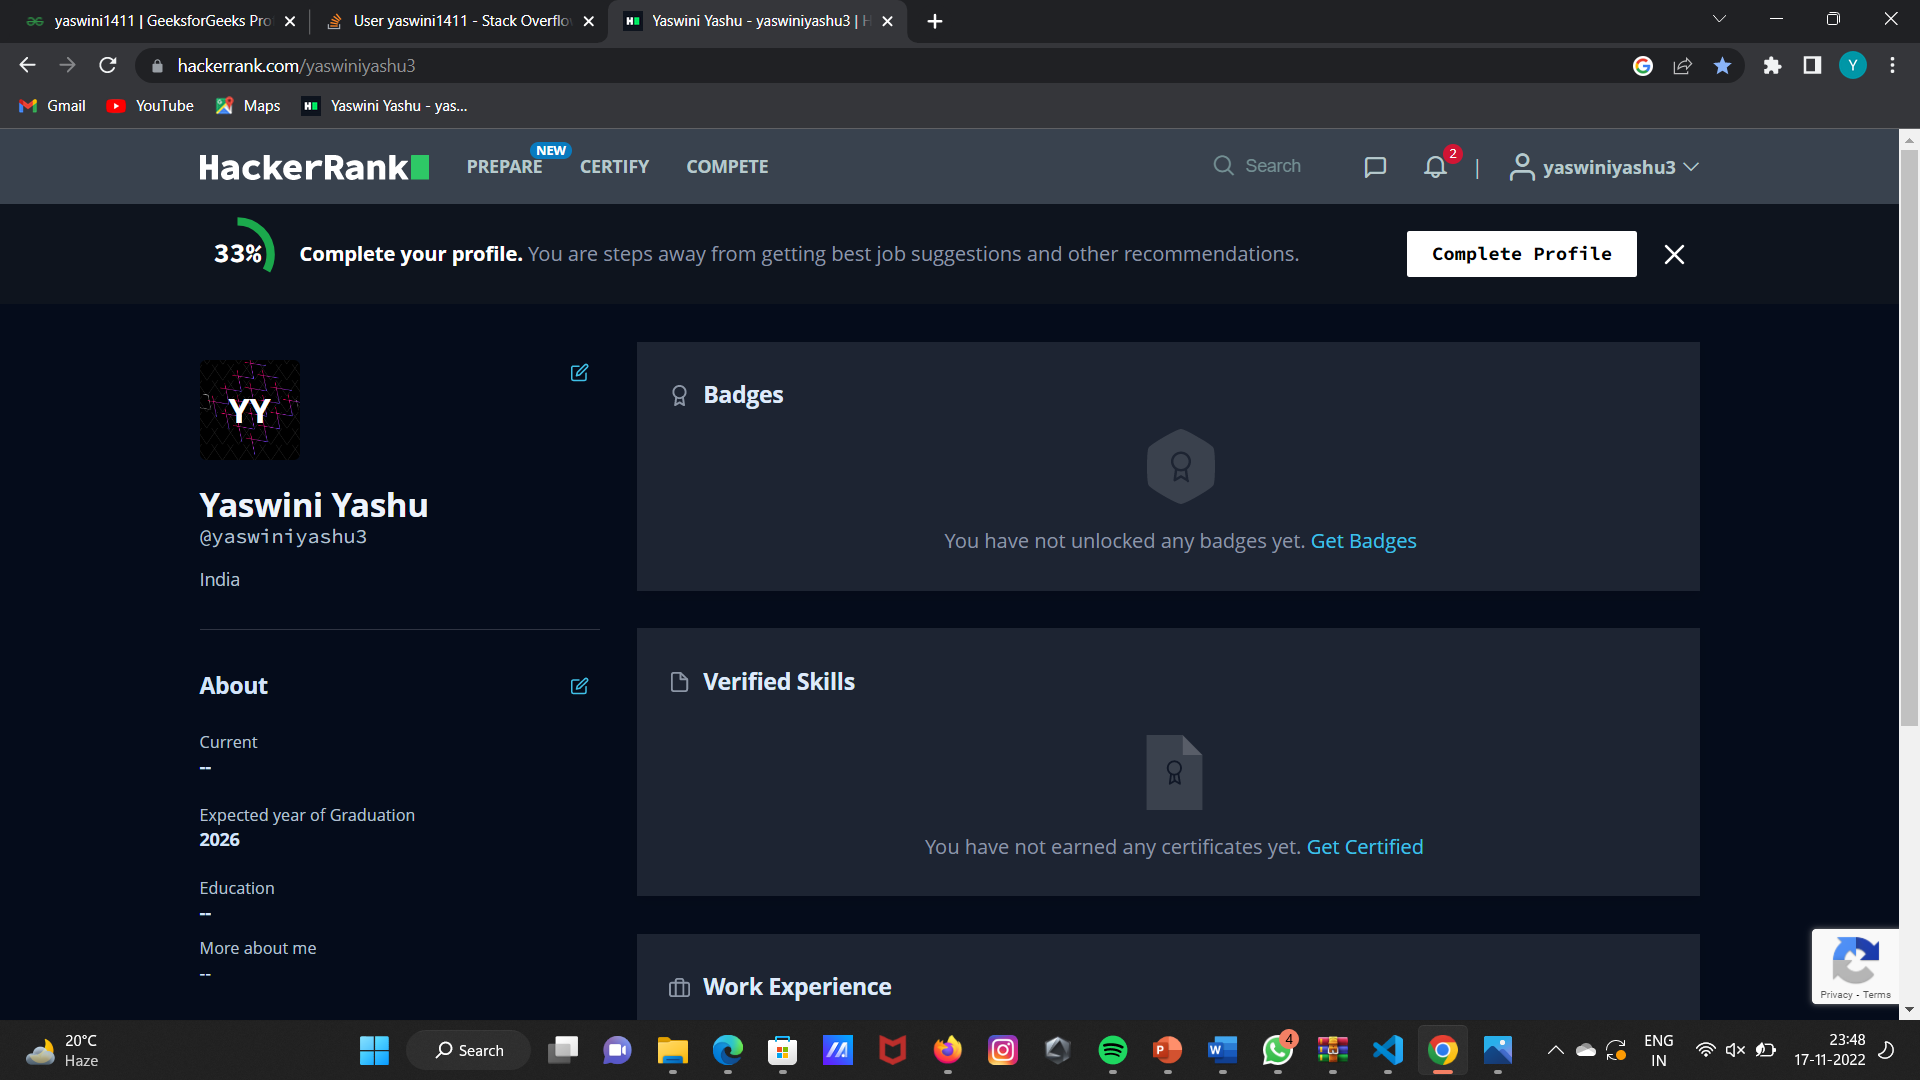 yaswini1411 | GeeksforGeeks Pro
User yaswini1411 - Stack Overflo
Yaswini Yashu - yaswiniyashu3 | H
hackerrank.com/yaswiniyashu3
Y
Gmail
YouTube
Maps
Yaswini Yashu - yas...
HackerRank
PREPARE
NEW
CERTIFY
COMPETE
Search
2
|
yaswiniyashu3
33%
Complete your profile. You are steps away from getting best job suggestions and other recommendations.
Complete Profile
YY
Yaswini Yashu
@yaswiniyashu3
India
About
Current
--
Expected year of Graduation
2026
Education
--
More about me
--
Badges
You have not unlocked any badges yet. Get Badges
Verified Skills
You have not earned any certificates yet. Get Certified
Work Experience
Privacy - Terms
20°C
Haze
Search
4
ENG
IN
23:48
17-11-2022